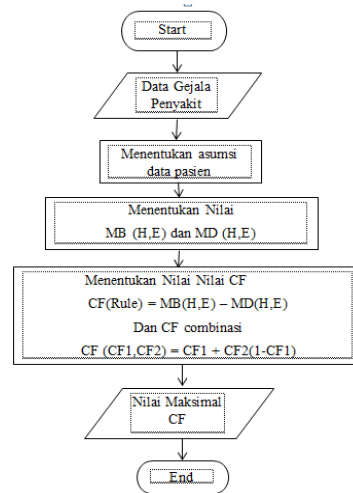 Start
Data Gejala
Penyakit
Menentukan asumsi
data pasien
Menentukan Nilai
MB (H,E) dan MD (H,E)
Menentukan Nilai Nilai CF
CF(Rule) = MB(H,E) – MD(H,E)
Dan CF combinasi
CF (CF1,CF2) = CF1 + CF2(1-CF1)
Nilai Maksimal
CF
End